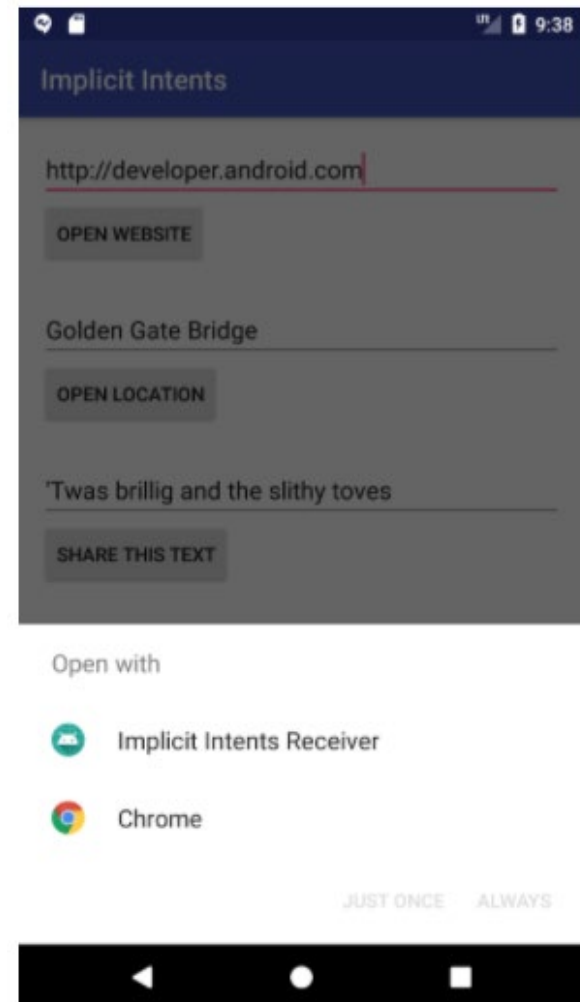 LTE 9:38
Implicit Intents
http://developer.android.com
OPEN WEBSITE
Golden Gate Bridge
OPEN LOCATION
'Twas brillig and the slithy toves
SHARE THIS TEXT
Open with
Implicit Intents Receiver
Chrome
JUST ONCE ALWAYS